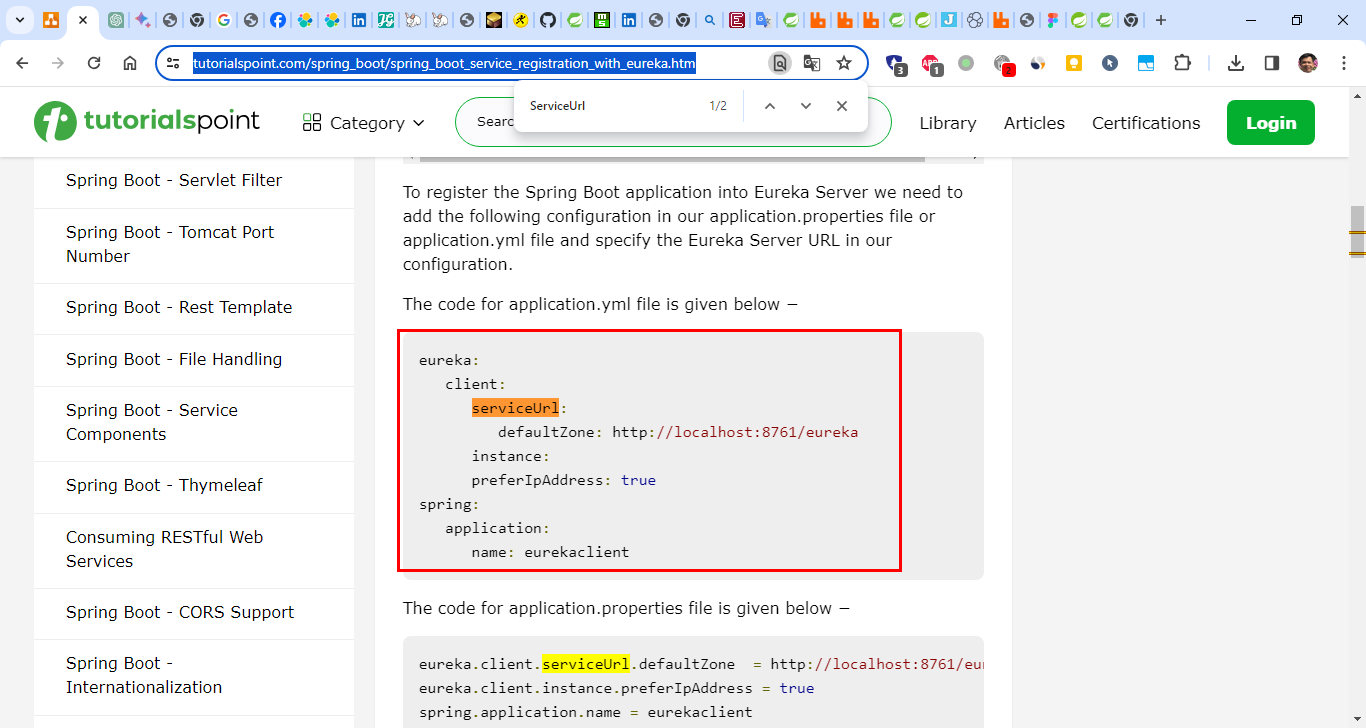 tutorialspoint.com/spring_boot/spring_boot_service_registration_with_eureka.htm
3
1
2
ServiceUrl
1/2
tutorialspoint
Category
Searc
Library
Articles
Certifications
Login
Spring Boot - Servlet Filter
Spring Boot - Tomcat Port
Number
Spring Boot - Rest Template
Spring Boot - File Handling
Spring Boot - Service
Components
Spring Boot - Thymeleaf
Consuming RESTful Web
Services
Spring Boot - CORS Support
Spring Boot -
Internationalization
To register the Spring Boot application into Eureka Server we need to
add the following configuration in our application.properties file or
application.yml file and specify the Eureka Server URL in our
configuration.
The code for application.yml file is given below −
eureka:
client:
serviceUrl:
defaultZone: http://localhost:8761/eureka
instance:
preferIpAddress: true
spring:
application:
name: eurekaclient
The code for application.properties file is given below −
eureka.client.serviceUrl.defaultZone  = http://localhost:8761/eur
eureka.client.instance.preferIpAddress = true
spring.application.name = eurekaclient